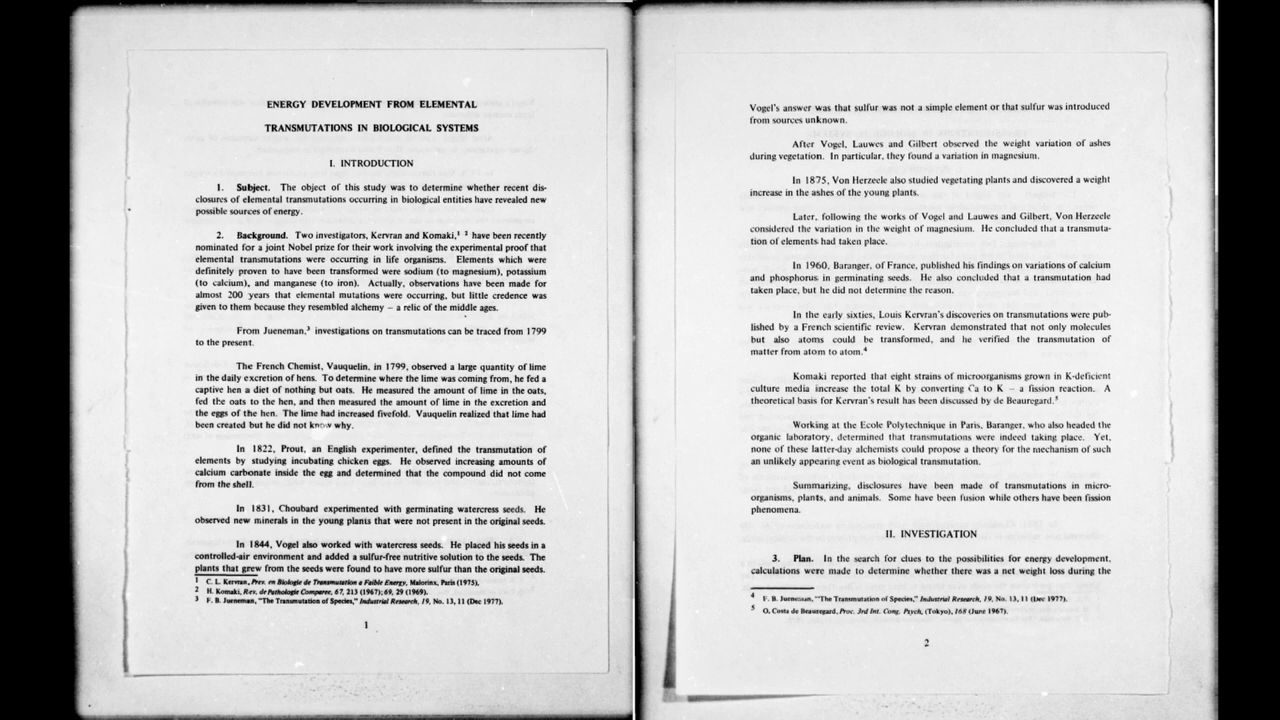 ENERGY DEVELOPMENT FROM ELEMENTAL
TRANSMUTATIONS IN BIOLOGICAL SYSTEMS
I. INTRODUCTION
1. Subject. The object of this study was to determine whether recent dis-
closures of elemental transmutations occurring in biological entities have revealed new
possible sources of energy.
2. Background. Two investigators, Kervran and Komaki,¹ ² have been recently
nominated for a joint Nobel prize for their work involving the experimental proof that
elemental transmutations were occurring in life organisms. Elements which were
definitely proven to have been transformed were sodium (to magnesium), potassium
(to calcium), and manganese (to iron). Actually, observations have been made for
almost 200 years that elemental mutations were occurring, but little credence was
given to them because they resembled alchemy – a relic of the middle ages.
From Jueneman,³ investigations on transmutations can be traced from 1799
to the present.
The French Chemist, Vauquelin, in 1799, observed a large quantity of lime
in the daily excretion of hens. To determine where the lime was coming from, he fed a
captive hen a diet of nothing but oats. He measured the amount of lime in the oats,
fed the oats to the hen, and then measured the amount of lime in the excretion and
the eggs of the hen. The lime had increased fivefold. Vauquelin realized that lime had
been created but he did not know why.
In 1822, Prout, an English experimenter, defined the transmutation of
elements by studying incubating chicken eggs. He observed increasing amounts of
calcium carbonate inside the egg and determined that the compound did not come
from the shell.
In 1831, Choubard experimented with germinating watercress seeds. He
observed new minerals in the young plants that were not present in the original seeds.
In 1844, Vogel also worked with watercress seeds. He placed his seeds in a
controlled-air environment and added a sulfur-free nutritive solution to the seeds. The
plants that grew from the seeds were found to have more sulfur than the original seeds.
1 C. L. Kervran, Prev. en Biologie de Transmutation a Faible Energy, Malorinx, Paris (1975).
2 H. Komaki, Rev. de Pathologie Comparee, 67, 213 (1967); 69, 29 (1969).
3 F. B. Jueneman, "The Transmutation of Species," Industrial Research, 19, No. 13, 11 (Dec 1977).
1
Vogel's answer was that sulfur was not a simple element or that sulfur was introduced
from sources unknown.
After Vogel, Lauwes and Gilbert observed the weight variation of ashes
during vegetation. In particular, they found a variation in magnesium.
In 1875, Von Herzeele also studied vegetating plants and discovered a weight
increase in the ashes of the young plants.
Later, following the works of Vogel and Lauwes and Gilbert, Von Herzeele
considered the variation in the weight of magnesium. He concluded that a transmuta-
tion of elements had taken place.
In 1960, Baranger, of France, published his findings on variations of calcium
and phosphorus in germinating seeds. He also concluded that a transmutation had
taken place, but he did not determine the reason.
In the early sixties, Louis Kervran's discoveries on transmutations were pub-
lished by a French scientific review. Kervran demonstrated that not only molecules
but also atoms could be transformed, and he verified the transmutation of
matter from atom to atom.⁴
Komaki reported that eight strains of microorganisms grown in K-deficient
culture media increase the total K by converting Ca to K – a fission reaction. A
theoretical basis for Kervran's result has been discussed by de Beauregard.⁵
Working at the Ecole Polytechnique in Paris, Baranger, who also headed the
organic laboratory, determined that transmutations were indeed taking place. Yet,
none of these latter-day alchemists could propose a theory for the mechanism of such
an unlikely appearing event as biological transmutation.
Summarizing, disclosures have been made of transmutations in micro-
organisms, plants, and animals. Some have been fusion while others have been fission
phenomena.
II. INVESTIGATION
3. Plan. In the search for clues to the possibilities for energy development,
calculations were made to determine whether there was a net weight loss during the
4 F. B. Jueneman, "The Transmutation of Species," Industrial Research, 19, No. 13, 11 (Dec 1977).
5 O. Costa de Beauregard, Proc. 3rd Int. Cong. Psych, (Tokyo), 168 (June 1967).
2